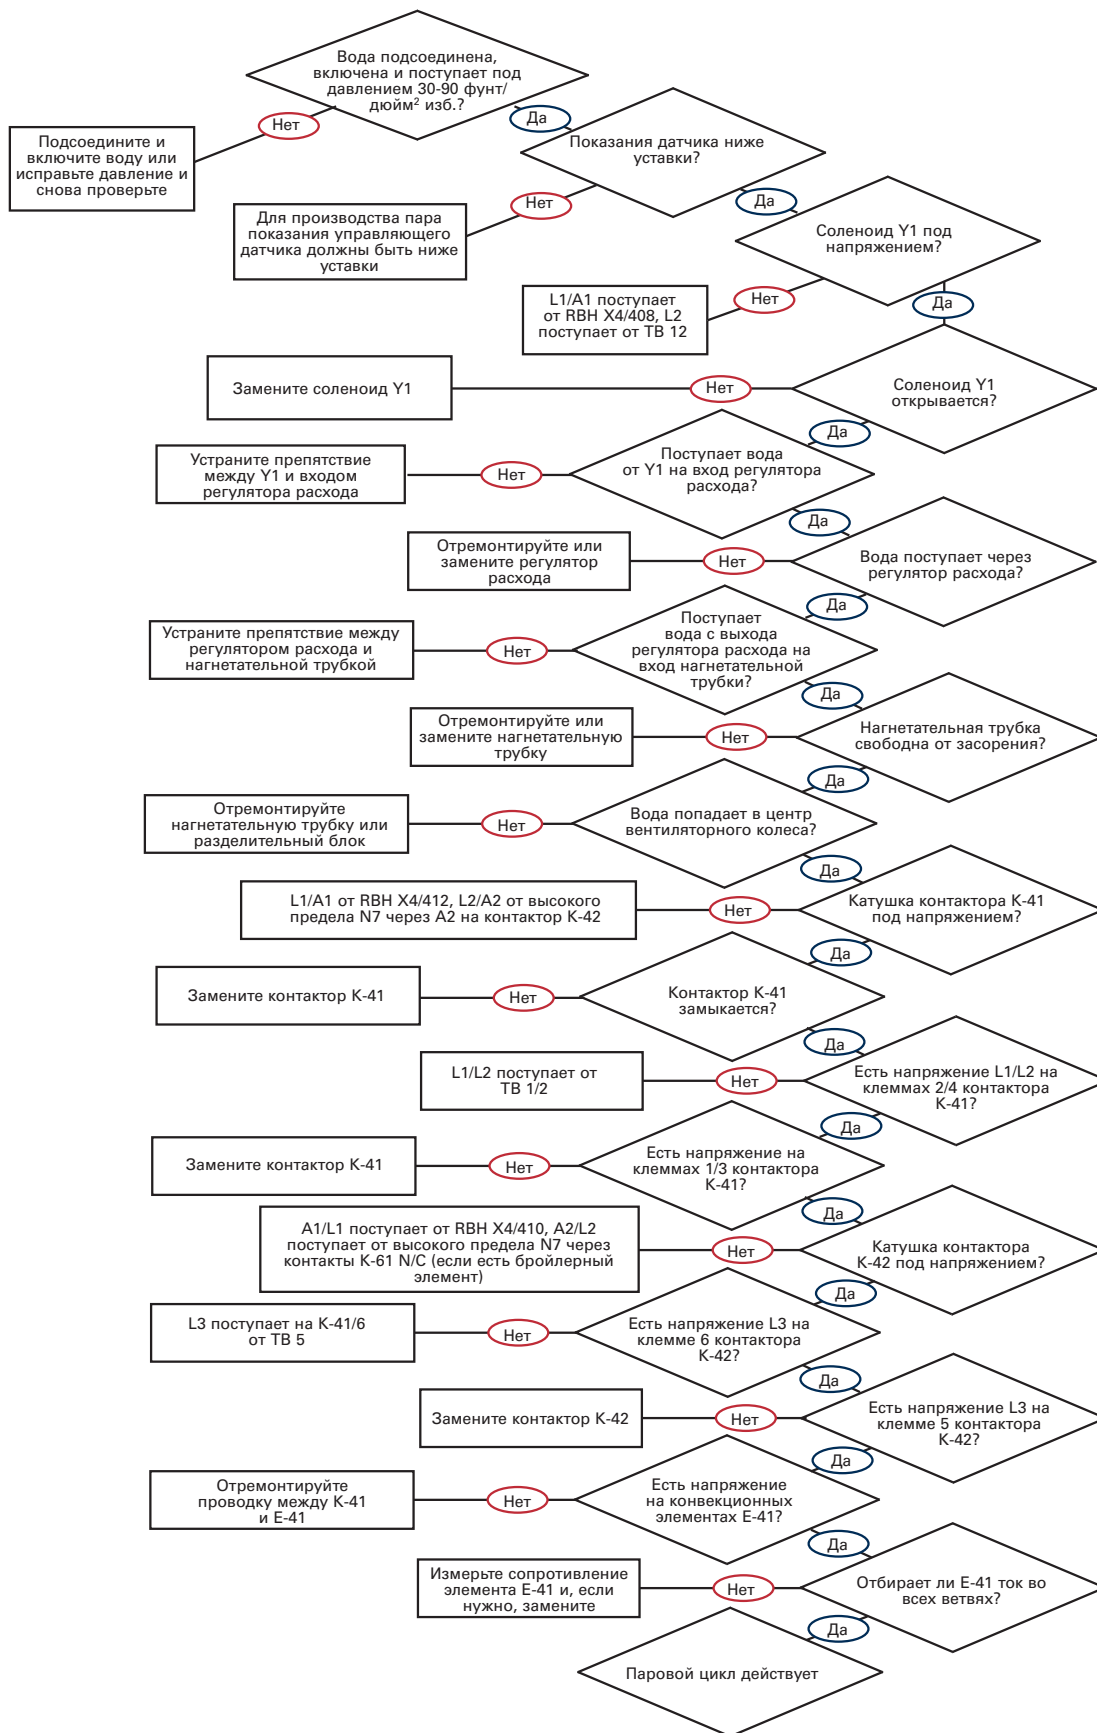 Вода подсоединена,
включена и поступает под
давлением 30-90 фунт/
дюйм² изб.?
Нет
Да
Подсоедините и
включите воду или
исправьте давление и
снова проверьте
Показания датчика ниже
уставки?
Нет
Да
Для производства пара
показания управляющего
датчика должны быть ниже
уставки
Соленоид Y1 под
напряжением?
Нет
Да
L1/A1 поступает
от RBH X4/408, L2
поступает от TB 12
Соленоид Y1
открывается?
Нет
Да
Замените соленоид Y1
Поступает вода
от Y1 на вход регулятора
расхода?
Нет
Да
Устраните препятствие
между Y1 и входом
регулятора расхода
Вода поступает через
регулятор расхода?
Нет
Да
Отремонтируйте или
замените регулятор
расхода
Поступает
вода с выхода
регулятора расхода на
вход нагнетательной
трубки?
Нет
Да
Устраните препятствие между
регулятором расхода и
нагнетательной трубкой
Нагнетательная трубка
свободна от засорения?
Нет
Да
Отремонтируйте или
замените нагнетательную
трубку
Вода попадает в центр
вентиляторного колеса?
Нет
Да
Отремонтируйте
нагнетательную трубку или
разделительный блок
Катушка контактора K-41
под напряжением?
Нет
Да
L1/A1 от RBH X4/412, L2/A2 от высокого
предела N7 через A2 на контактор K-42
Контактор K-41
замыкается?
Нет
Да
Замените контактор K-41
Есть напряжение L1/L2 на
клеммах 2/4 контактора
K-41?
Нет
Да
L1/L2 поступает от
TB 1/2
Есть напряжение на
клеммах 1/3 контактора
K-41?
Нет
Да
Замените контактор K-41
Катушка контактора
K-42 под напряжением?
Нет
Да
A1/L1 поступает от RBH X4/410, A2/L2
поступает от высокого предела N7 через
контакты K-61 N/C (если есть бройлерный
элемент)
Есть напряжение L3 на
клемме 6 контактора
K-42?
Нет
Да
L3 поступает на K-41/6
от TB 5
Есть напряжение L3 на
клемме 5 контактора
K-42?
Нет
Да
Замените контактор K-42
Есть напряжение
на конвекционных
элементах E-41?
Нет
Да
Отремонтируйте
проводку между K-41
и E-41
Отбирает ли E-41 ток во
всех ветвях?
Нет
Да
Измерьте сопротивление
элемента E-41 и, если
нужно, замените
Паровой цикл действует